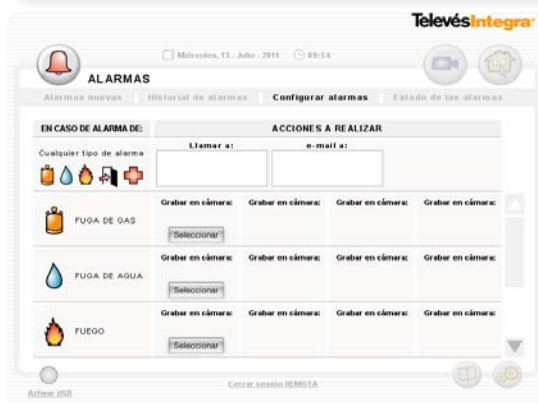 TelevésIntegra
Miércoles, 13 - Julio - 2011 09:54
ALARMAS
Alarmas nuevas Historial de alarmas Configurar alarmas Estado de las alarmas
EN CASO DE ALARMA DE: ACCIONES A REALIZAR
Cualquier tipo de alarma Llamar a: e-mail a:
Grabar en cámara: Grabar en cámara: Grabar en cámara: Grabar en cámara:
FUGA DE GAS
Seleccionar
Grabar en cámara: Grabar en cámara: Grabar en cámara: Grabar en cámara:
FUGA DE AGUA
Seleccionar
Grabar en cámara: Grabar en cámara: Grabar en cámara: Grabar en cámara:
FUEGO
Seleccionar
Cerrar sesión REMOTA
Activar USB